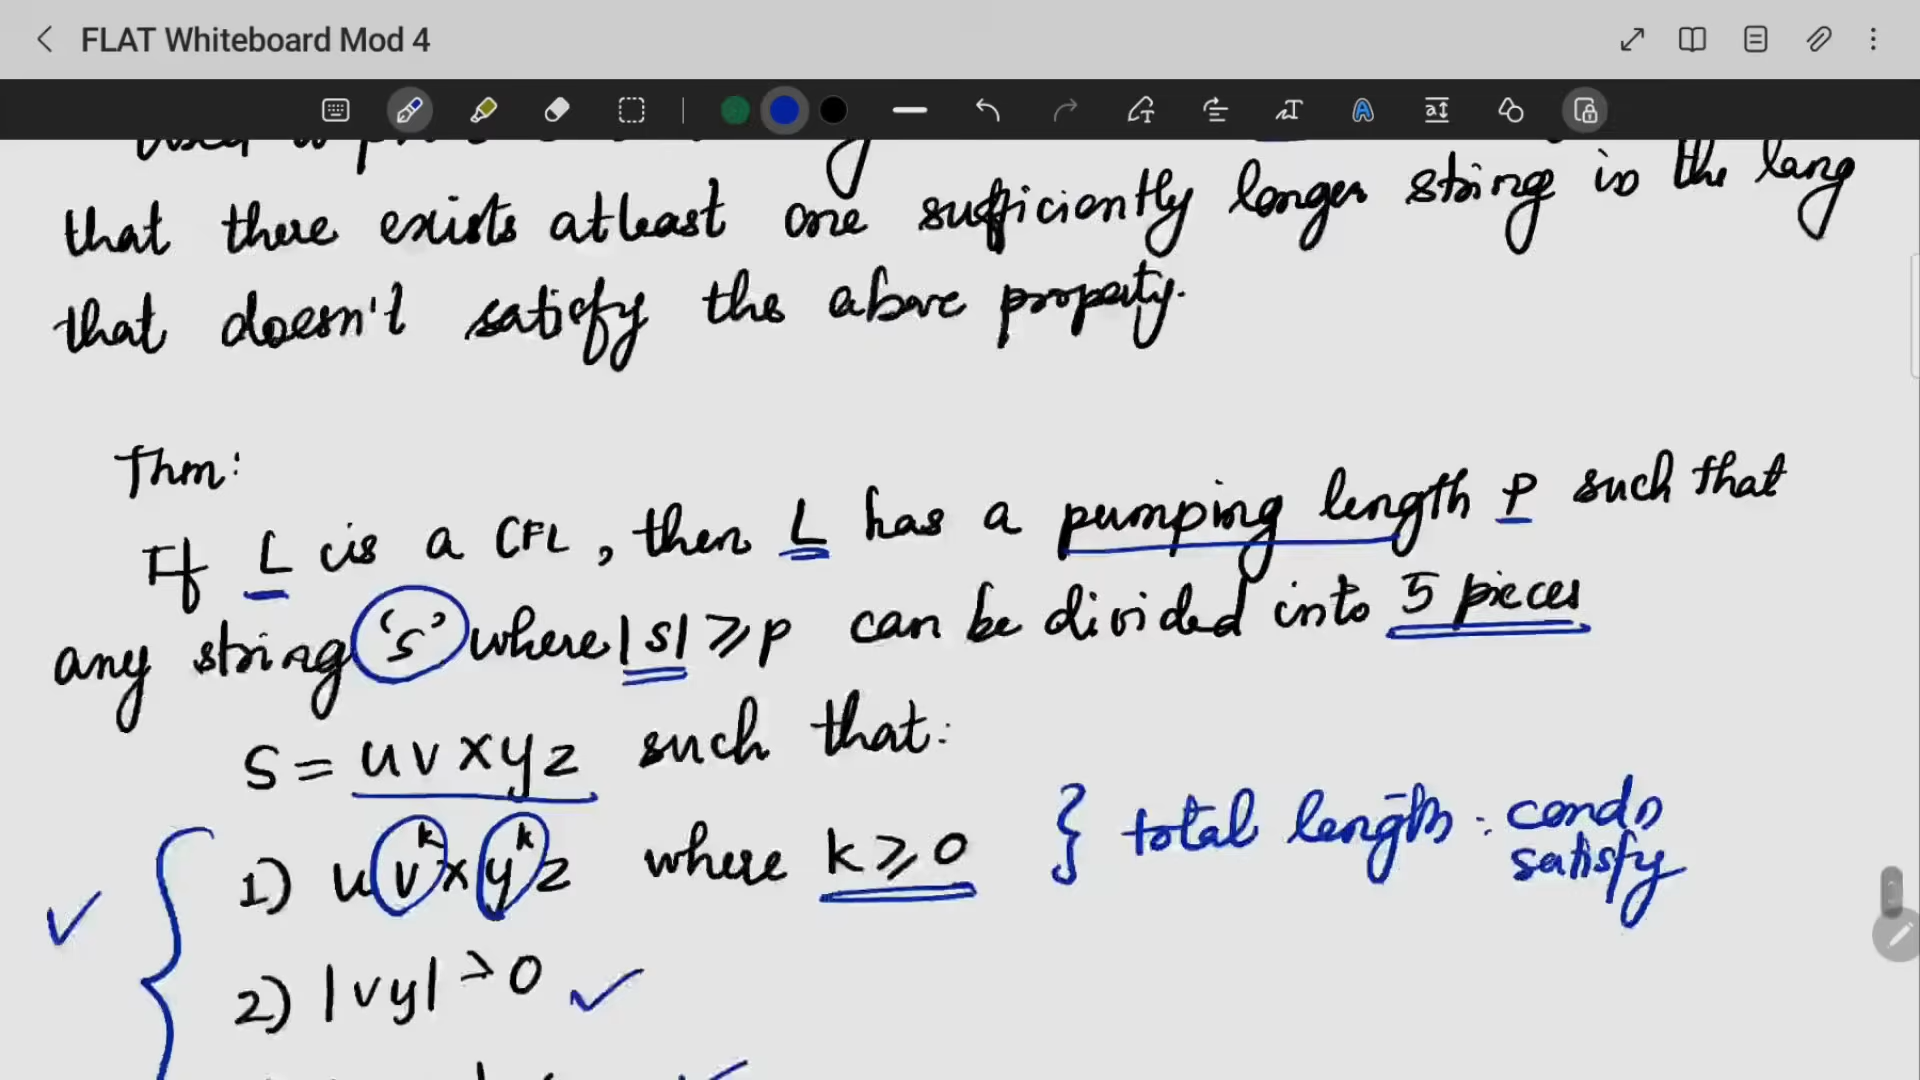 FLAT Whiteboard Mod 4
that there exists atleast one sufficiently longer string in the lang
that doesn't satisfy the above property.
Thm:
If L is a CFL, then L has a pumping length P such that
any string 's' where |s| ≥ p can be divided into 5 pieces
S = uvxyz such that:
1) uv^kxy^kz where k ≥ 0 } total length : condn
satisfy
2) |vy| > 0 ✓